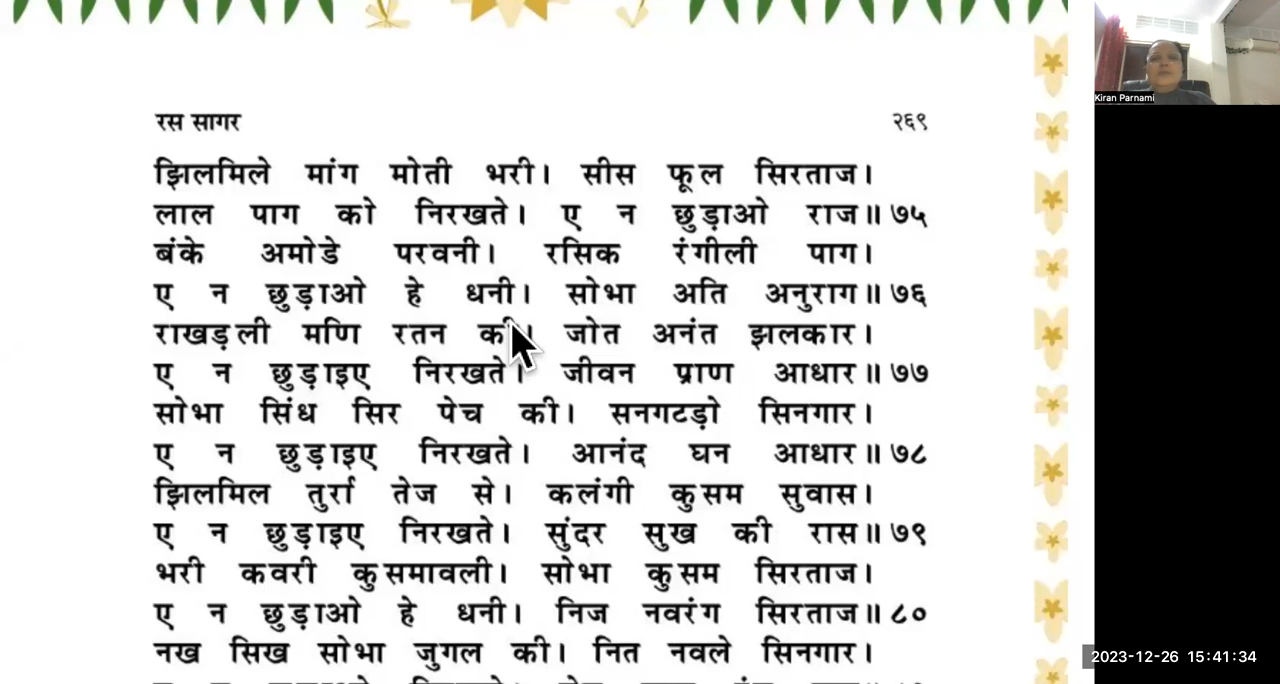 रस सागर २६९
झिलमिले मांग मोती भरी। सीस फूल सिरताज।
लाल पाग को निरखते। ए न छुड़ाओ राज॥ ७५
बंके अमोडे परवनी। रसिक रंगीली पाग।
ए न छुड़ाओ हे धनी। सोभा अति अनुराग॥ ७६
राखड़ली मणि रतन की। जोत अनंत झलकार।
ए न छुड़ाइए निरखते। जीवन प्राण आधार॥ ७७
सोभा सिंध सिर पेच की। सनगटड़ो सिनगार।
ए न छुड़ाइए निरखते। आनंद घन आधार॥ ७८
झिलमिल तुर्रा तेज से। कलंगी कुसम सुवास।
ए न छुड़ाइए निरखते। सुंदर सुख की रास॥ ७९
भरी कवरी कुसमावली। सोभा कुसम सिरताज।
ए न छुड़ाओ हे धनी। निज नवरंग सिरताज॥ ८०
नख सिख सोभा जुगल की। नित नवले सिनगार।
Kiran Parnami
2023-12-26 15:41:34